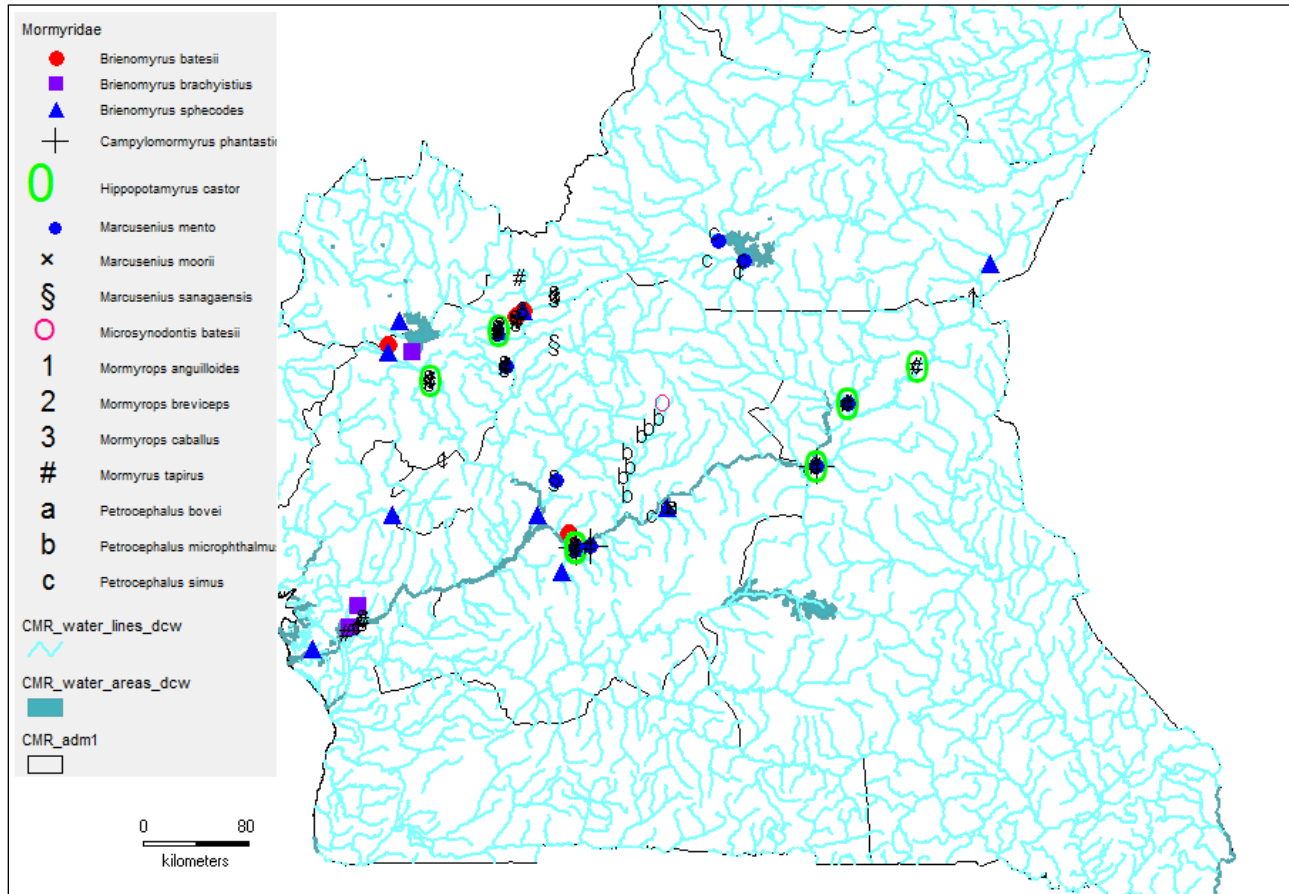 Mormyridae
Brienomyrus batesii
Brienomyrus brachyistius
Brienomyrus sphecodes
Campylomormyrus phantasti
0 Hippopotamyrus castor
Marcusenius mento
× Marcusenius moorii
§ Marcusenius sanagaensis
O Microsynodontis batesii
1 Mormyrops anguilloides
2 Mormyrops breviceps
3 Mormyrops caballus
# Mormyrus tapirus
a Petrocephalus bovei
b Petrocephalus microphthalmu
c Petrocephalus simus
CMR_water_lines_dcw
CMR_water_areas_dcw
CMR_adm1
0 80
kilometers
c
c
r #
§
§
#
O
b
b
b
b
b
b
b
c